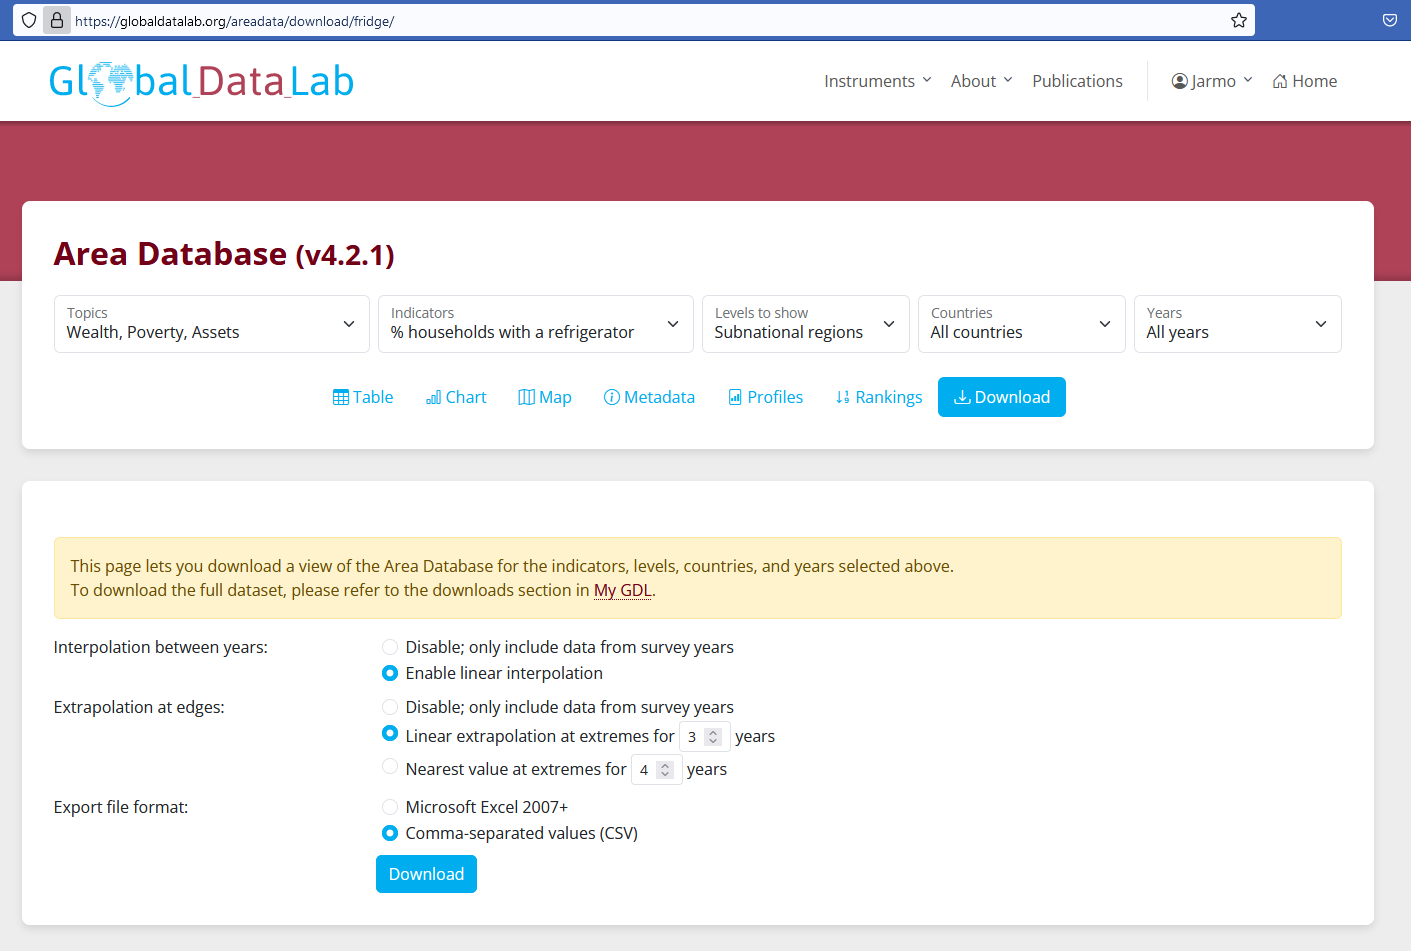 https://globaldatalab.org/areadata/download/fridge/
Global_Data_Lab
Instruments About Publications Jarmo Home
Area Database (v4.2.1)
Topics Indicators Levels to show Countries Years
Wealth, Poverty, Assets % households with a refrigerator Subnational regions All countries All years
Table Chart Map Metadata Profiles Rankings Download
This page lets you download a view of the Area Database for the indicators, levels, countries, and years selected above.
To download the full dataset, please refer to the downloads section in My GDL.
Interpolation between years: Disable; only include data from survey years
Enable linear interpolation
Extrapolation at edges: Disable; only include data from survey years
Linear extrapolation at extremes for 3 years
Nearest value at extremes for 4 years
Export file format: Microsoft Excel 2007+
Comma-separated values (CSV)
Download